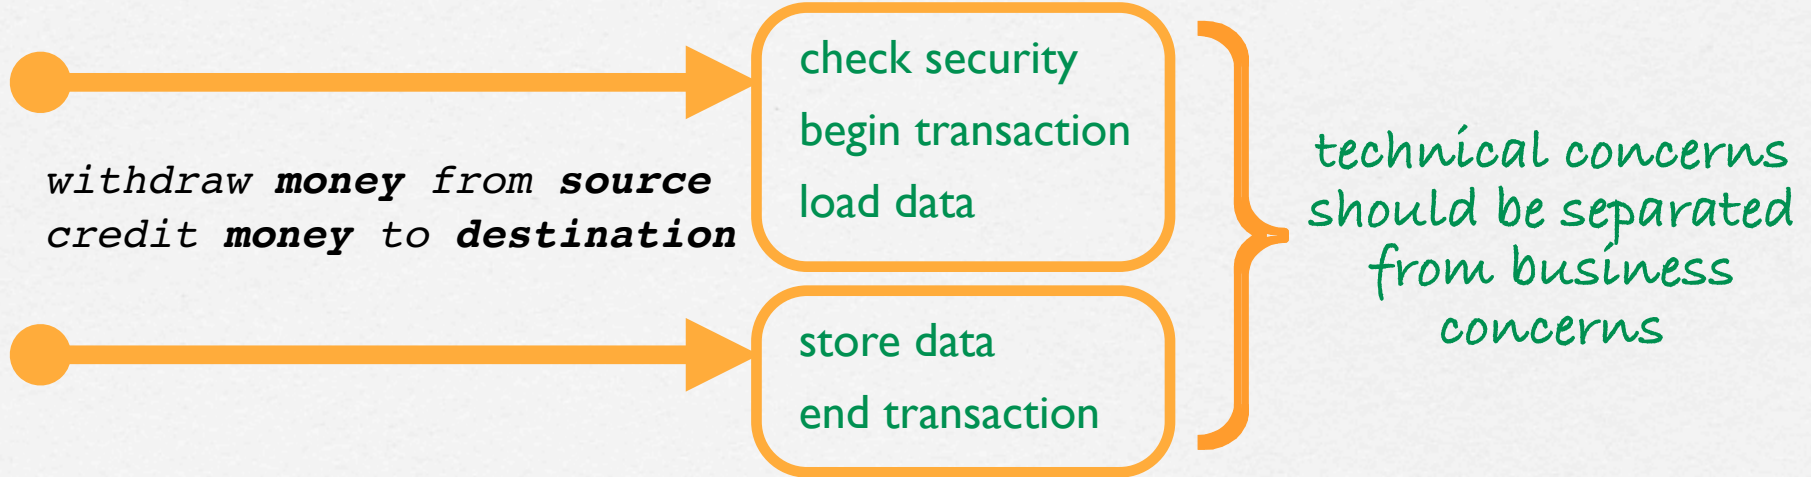 withdraw money from source
credit money to destination
check security
begin transaction
load data
store data
end transaction
technical concerns
should be separated
from business
concerns